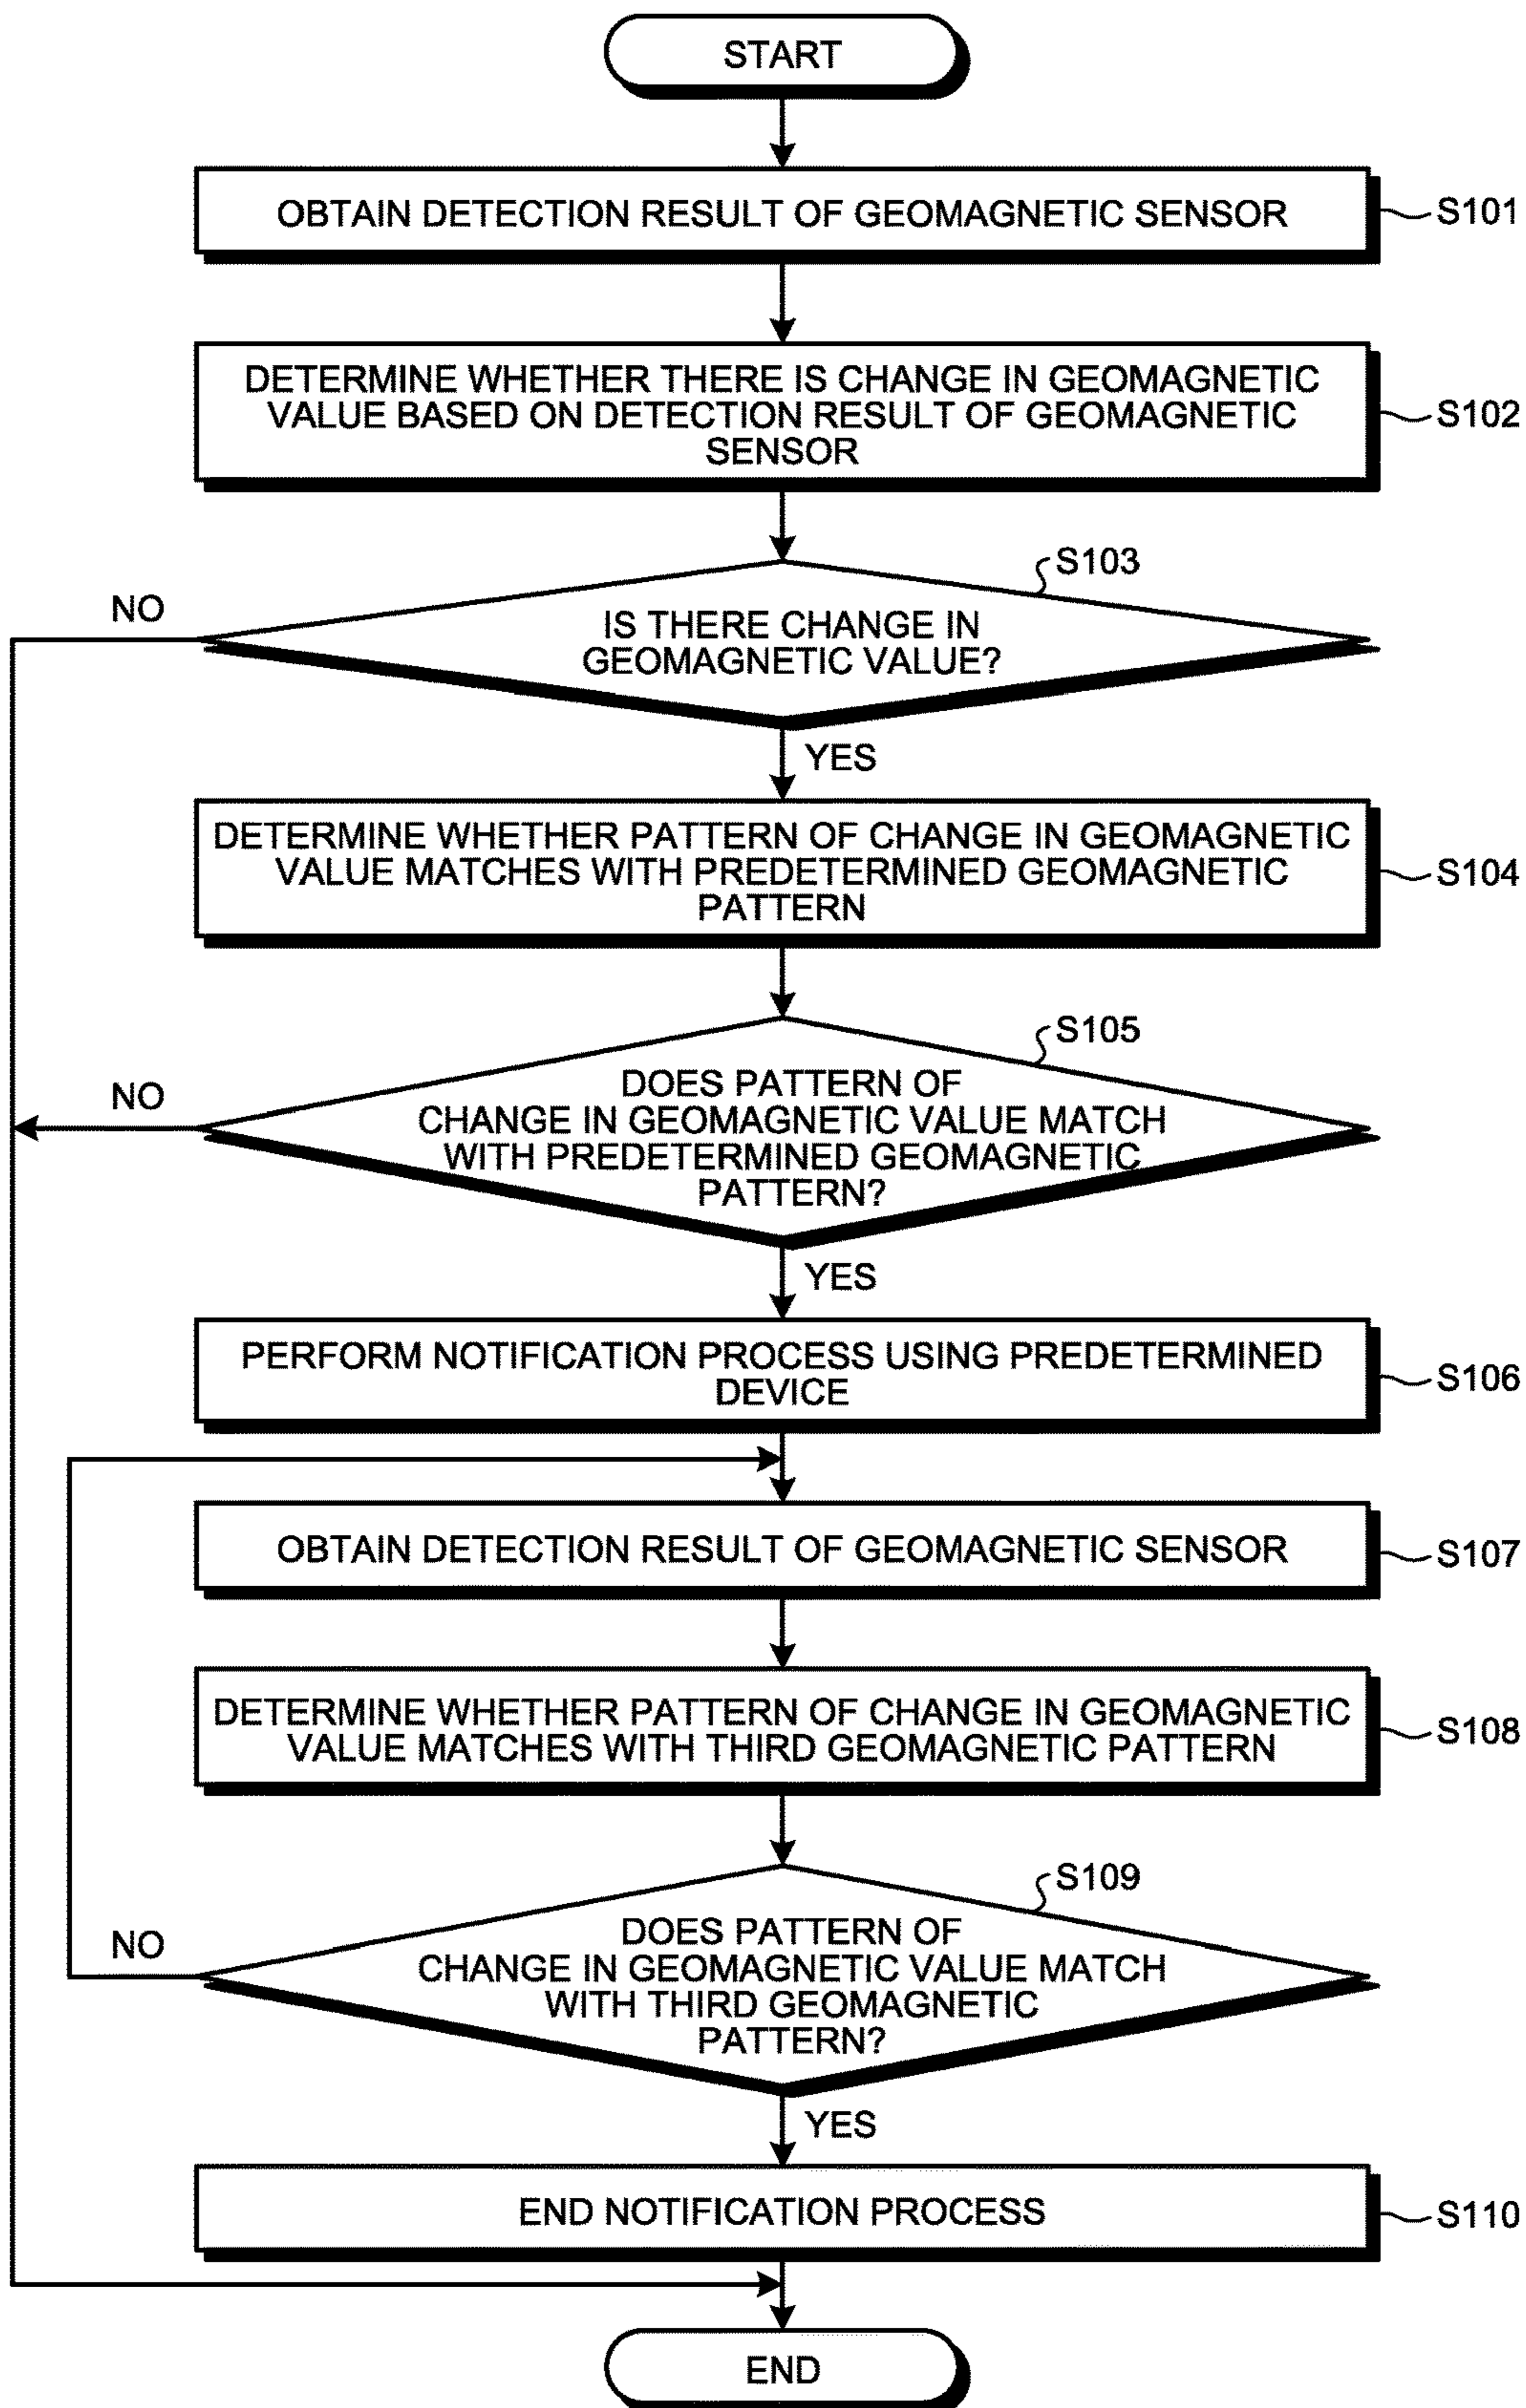 START
OBTAIN DETECTION RESULT OF GEOMAGNETIC SENSOR
S101
DETERMINE WHETHER THERE IS CHANGE IN GEOMAGNETIC
VALUE BASED ON DETECTION RESULT OF GEOMAGNETIC
SENSOR
S102
S103
NO
IS THERE CHANGE IN
GEOMAGNETIC VALUE?
YES
DETERMINE WHETHER PATTERN OF CHANGE IN GEOMAGNETIC
VALUE MATCHES WITH PREDETERMINED GEOMAGNETIC
PATTERN
S104
S105
NO
DOES PATTERN OF
CHANGE IN GEOMAGNETIC VALUE MATCH
WITH PREDETERMINED GEOMAGNETIC
PATTERN?
YES
PERFORM NOTIFICATION PROCESS USING PREDETERMINED
DEVICE
S106
OBTAIN DETECTION RESULT OF GEOMAGNETIC SENSOR
S107
DETERMINE WHETHER PATTERN OF CHANGE IN GEOMAGNETIC
VALUE MATCHES WITH THIRD GEOMAGNETIC PATTERN
S108
S109
NO
DOES PATTERN OF
CHANGE IN GEOMAGNETIC VALUE MATCH
WITH THIRD GEOMAGNETIC
PATTERN?
YES
END NOTIFICATION PROCESS
S110
END